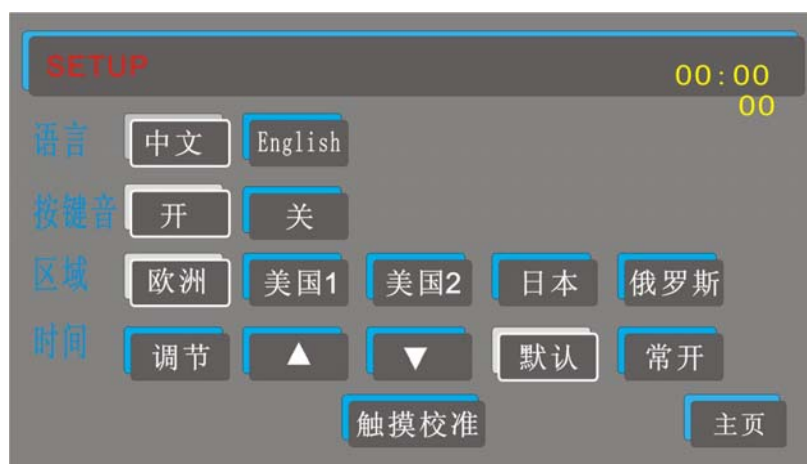 SETUP
00:00
00
语言 中文 English
按键音 开 关
区域 欧洲 美国1 美国2 日本 俄罗斯
时间 调节 ▲ ▼ 默认 常开
触摸校准 主页